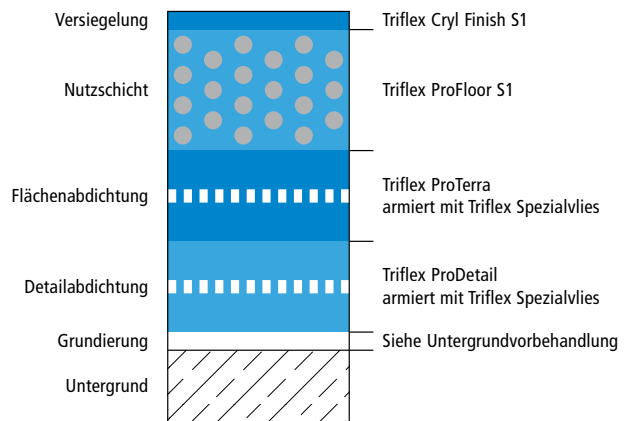 Versiegelung
Triflex Cryl Finish S1
Nutzschicht
Triflex ProFloor S1
Flächenabdichtung
Triflex ProTerra
armiert mit Triflex Spezialvlies
Detailabdichtung
Triflex ProDetail
armiert mit Triflex Spezialvlies
Grundierung
Siehe Untergrundvorbehandlung
Untergrund